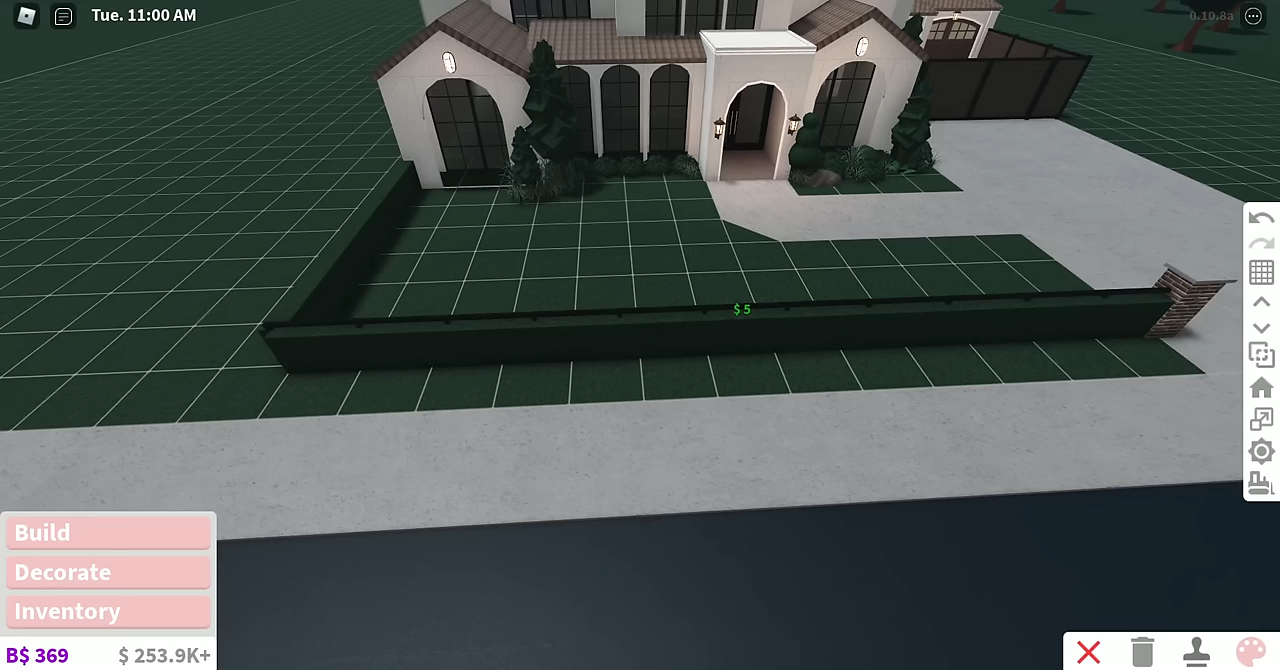 Tue. 11:00 AM
0.10.8a
$ 5
Build
Decorate
Inventory
B$ 369 $ 253.9K+